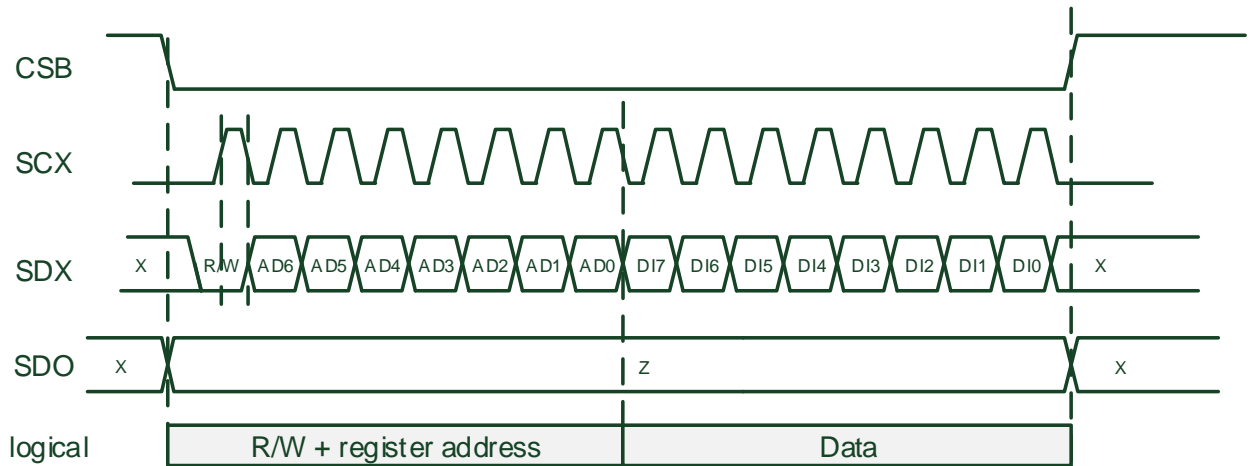 CSB
SCX
SDX X R/W AD6 AD5 AD4 AD3 AD2 AD1 AD0 DI7 DI6 DI5 DI4 DI3 DI2 DI1 DI0 X
SDO X Z X
logical R/W + register address Data